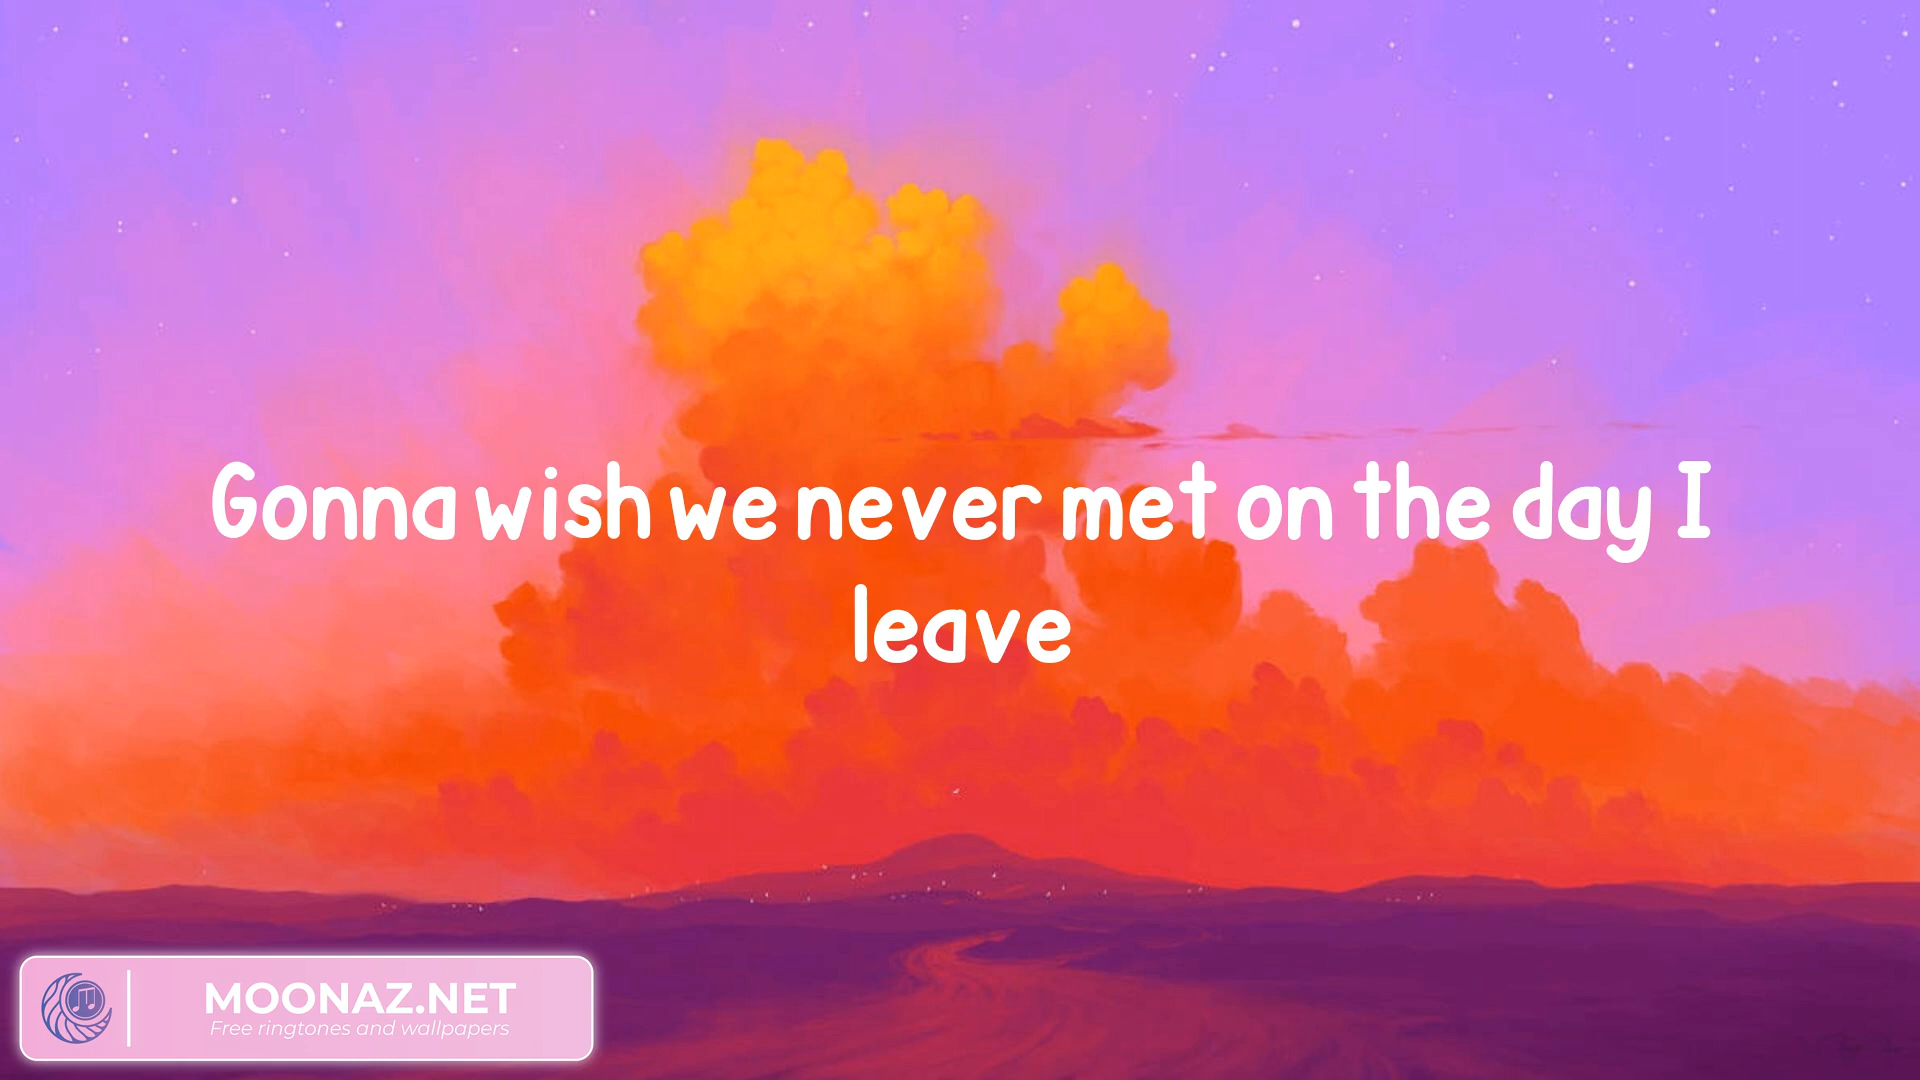 Gonna wish we never met on the day I
leave
MOONAZ.NET
Free ringtones and wallpapers